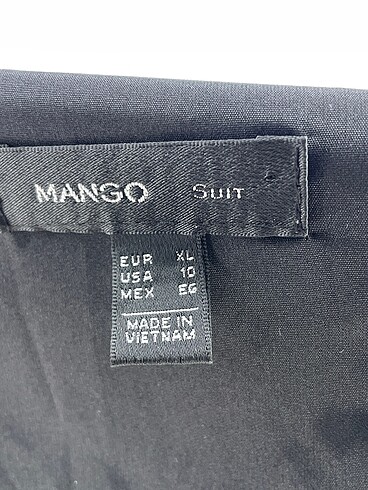 MANGO SUIT
EUR XL
USA 10
MEX EG
MADE IN
VIETNAM